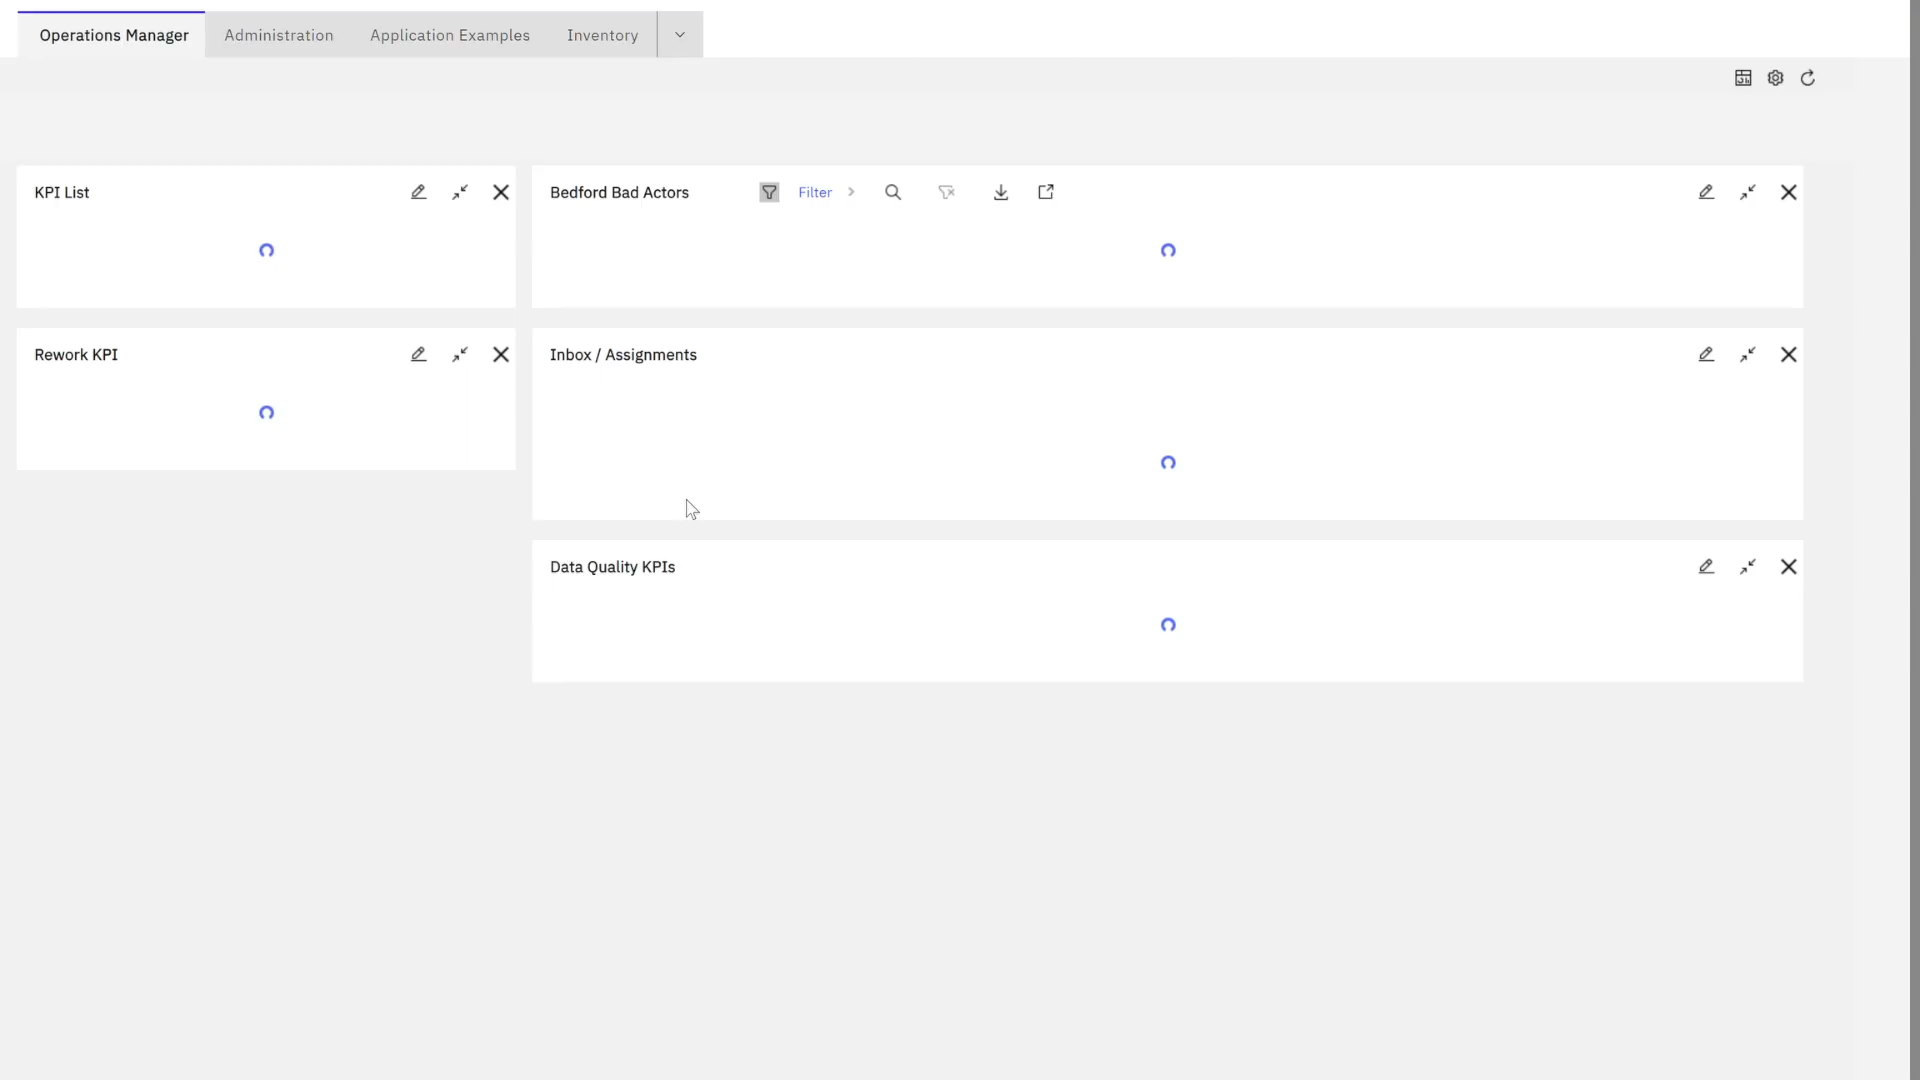 Operations Manager Administration Application Examples Inventory
KPI List
Bedford Bad Actors Filter
Rework KPI
Inbox / Assignments
Data Quality KPIs